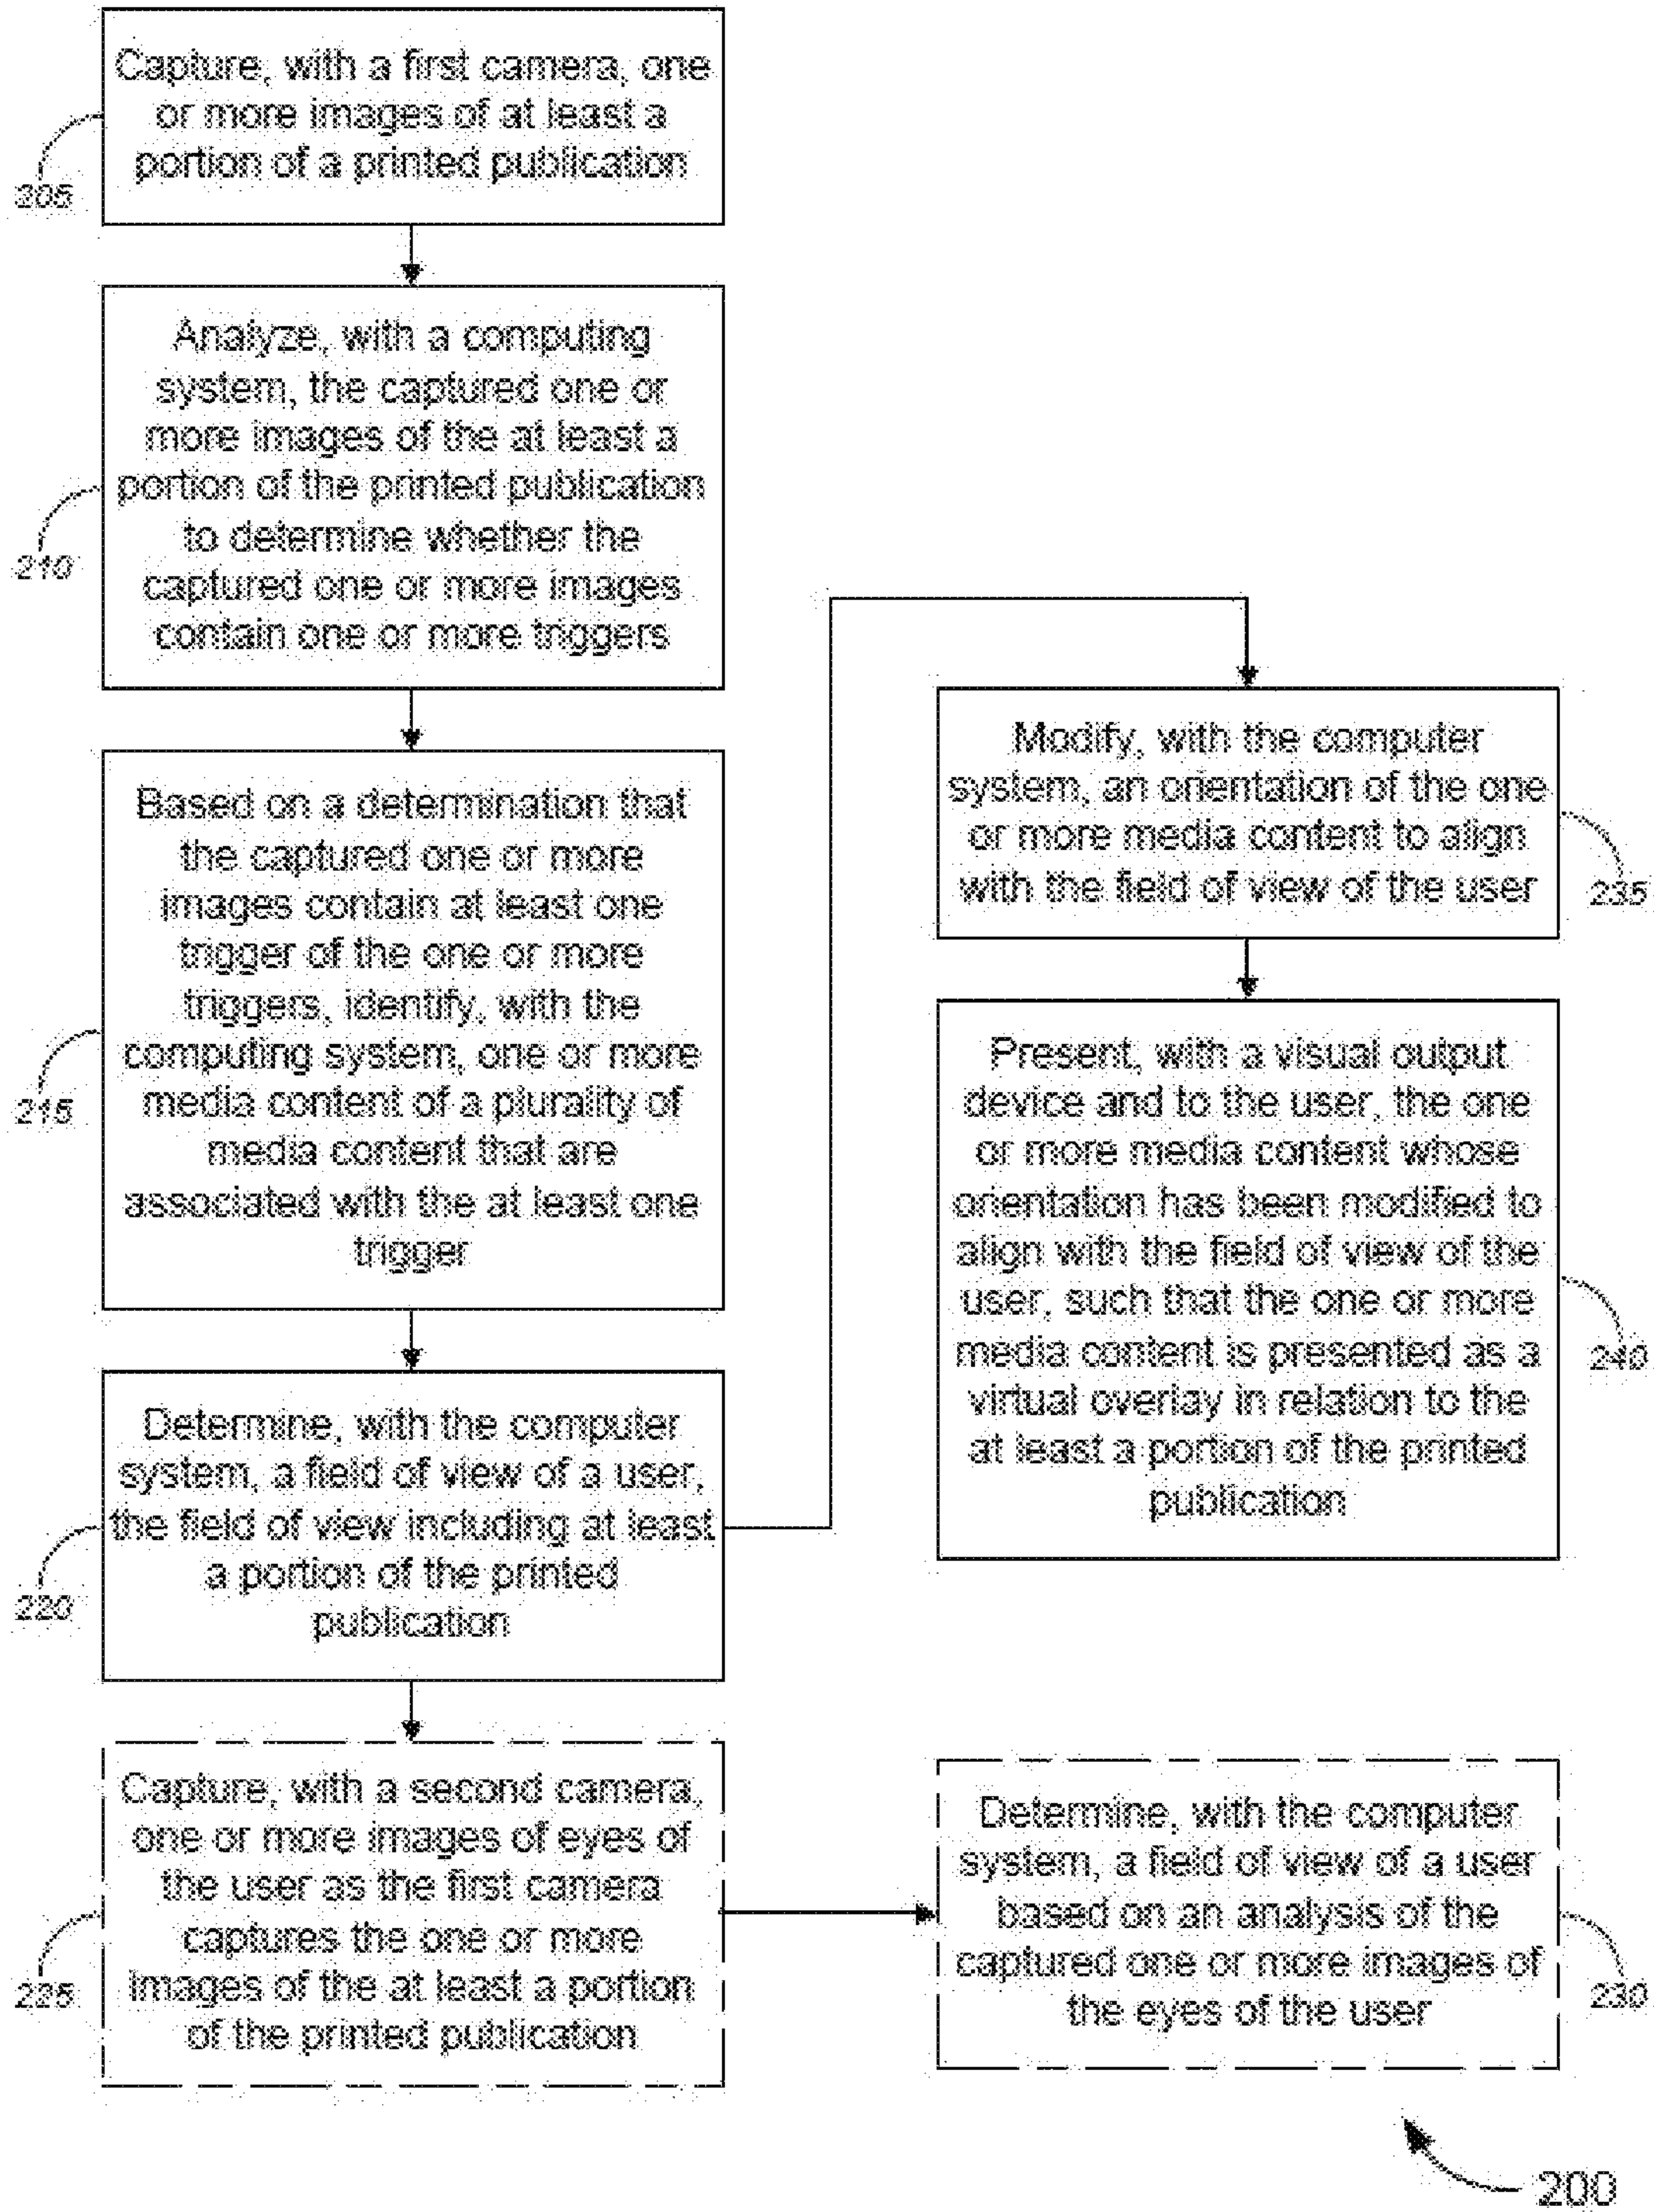 Capture, with a first camera, one
or more images of at least a
portion of a printed publication
205
Analyze, with a computing
system, the captured one or
more images of the at least a
portion of the printed publication
to determine whether the
captured one or more images
contain one or more triggers
210
Based on a determination that
the captured one or more
images contain at least one
trigger of the one or more
triggers, identify, with the
computing system, one or more
media content of a plurality of
media content that are
associated with the at least one
trigger
215
Determine, with the computer
system, a field of view of a user,
the field of view including at least
a portion of the printed
publication
220
Capture, with a second camera,
one or more images of eyes of
the user as the first camera
captures the one or more
images of the at least a portion
of the printed publication
225
Determine, with the computer
system, a field of view of a user
based on an analysis of the
captured one or more images of
the eyes of the user
230
Modify, with the computer
system, an orientation of the one
or more media content to align
with the field of view of the user
235
Present, with a visual output
device and to the user, the one
or more media content whose
orientation has been modified to
align with the field of view of the
user, such that the one or more
media content is presented as a
virtual overlay in relation to the
at least a portion of the printed
publication
240
200